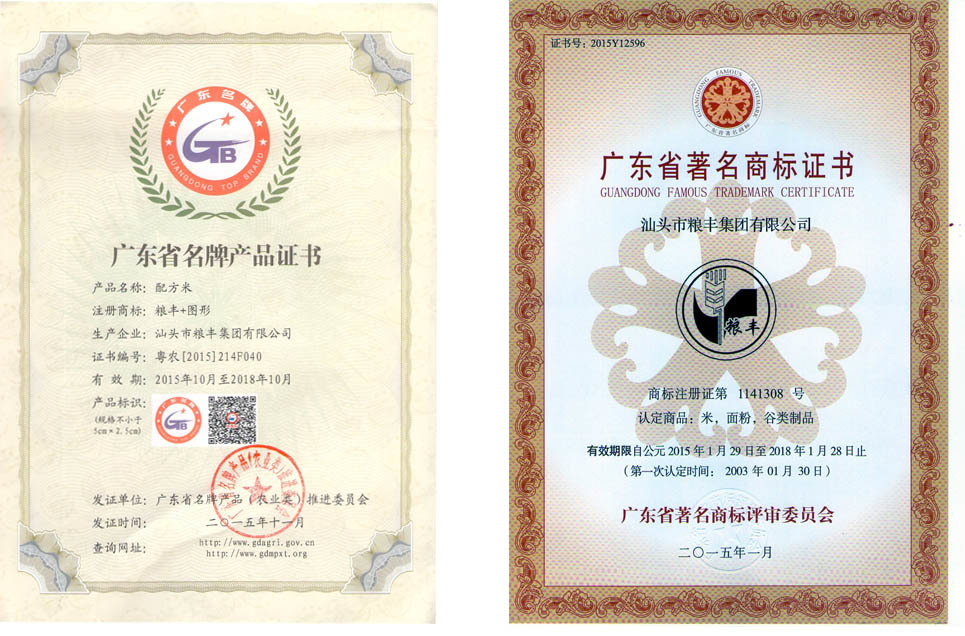 广东名牌
GUANGDONG TOP BRAND
GB
广东省名牌产品证书
产品名称：配方米
注册商标：粮丰+图形
生产企业：汕头市粮丰集团有限公司
证书编号：粤农[2015]214F040
有 效 期：2015年10月至2018年10月
产品标识：
(规格不小于
5cm×2.5cm)
发证单位：广东省名牌产品（农业类）推进委员会
发证时间：二〇一五年十一月
查询网址：http://www.gdagri.gov.cn
http://www.gdmpxt.org
证书号：2015Y12596
GUANGDONG FAMOUS TRADEMARK
广东省著名商标
广东省著名商标证书
GUANGDONG FAMOUS TRADEMARK CERTIFICATE
汕头市粮丰集团有限公司
粮丰
商标注册证第 1141308 号
认定商品：米，面粉，谷类制品
有效期限自公元 2015 年 1 月 29 日至 2018 年 1 月 28 日止
（第一次认定时间： 2003 年 01 月 30 日）
广东省著名商标评审委员会
二〇一五年一月